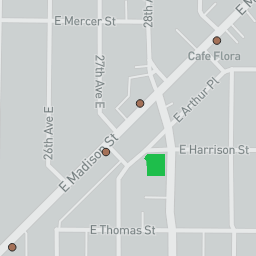 E Mercer St
28th A
E M
Cafe Flora
27th Ave E
E Arthur Pl
26th Ave E
E Madison St
E Harrison St
E Thomas St